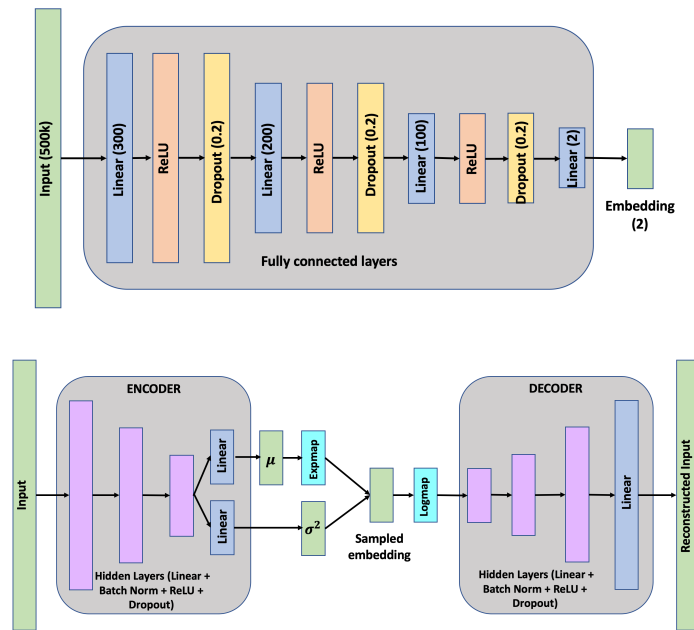 Input (500k)
Linear (300)
ReLU
Dropout (0.2)
Linear (200)
ReLU
Dropout (0.2)
Linear (100)
ReLU
Dropout (0.2)
Linear (2)
Embedding
(2)
Fully connected layers
Input
ENCODER
Linear
Linear
μ
Expmap
σ²
Sampled
embedding
Logmap
Hidden Layers (Linear +
Batch Norm + ReLU +
Dropout)
DECODER
Linear
Hidden Layers (Linear +
Batch Norm + ReLU +
Dropout)
Reconstructed Input